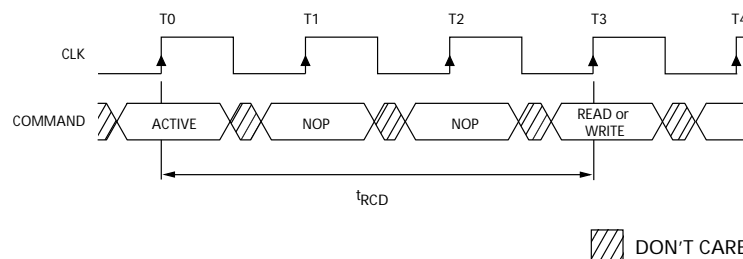 T0 T1 T2 T3 T4
CLK
COMMAND ACTIVE NOP NOP READ or
WRITE
tRCD
DON'T CARE